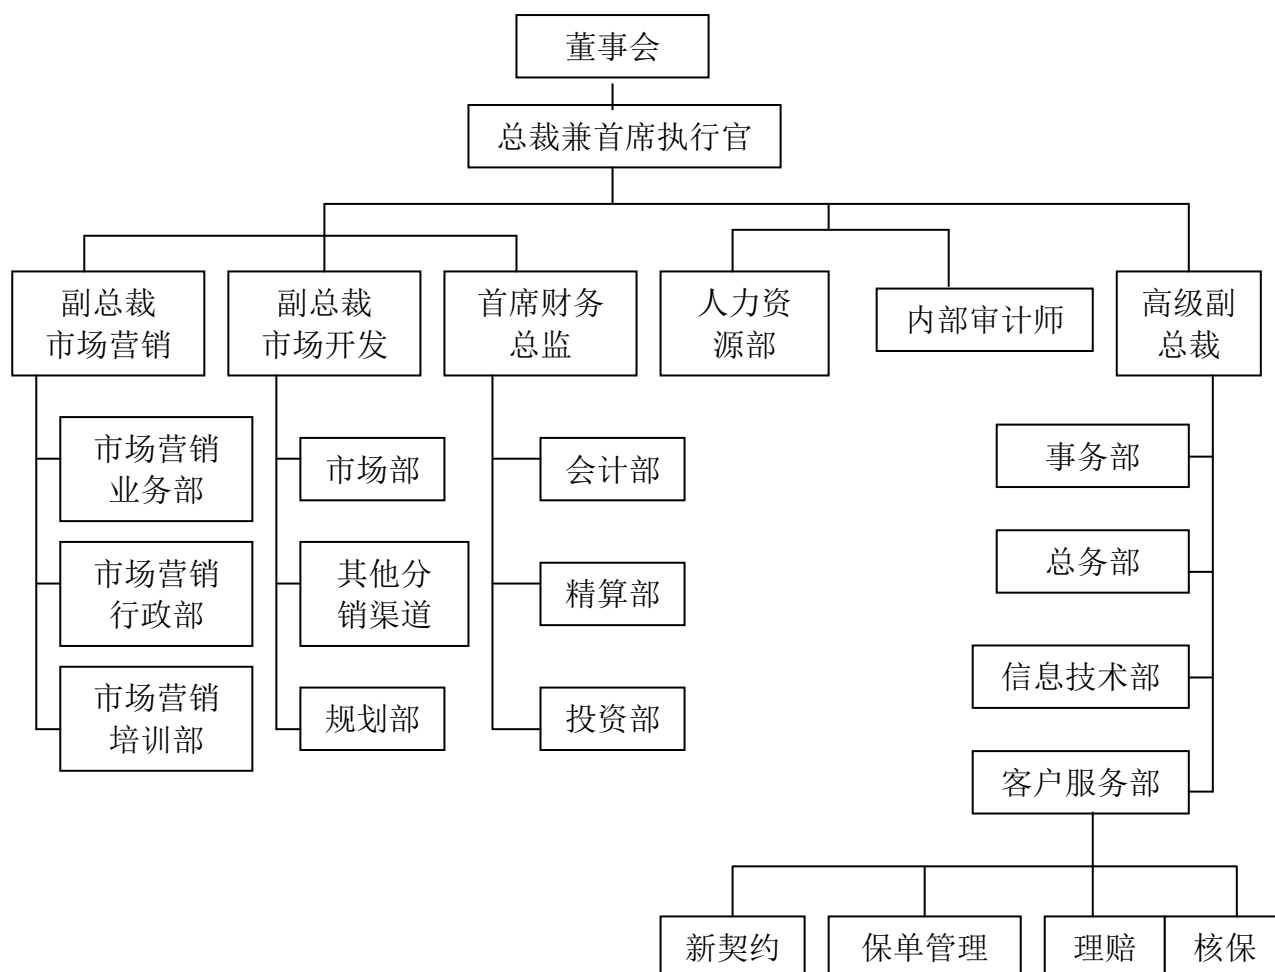 董事会
总裁兼首席执行官
副总裁
市场营销
副总裁
市场开发
首席财务
总监
人力资
源部
内部审计师
高级副
总裁
市场营销
业务部
市场部
会计部
事务部
市场营销
行政部
其他分
销渠道
精算部
总务部
市场营销
培训部
规划部
投资部
信息技术部
客户服务部
新契约
保单管理
理赔
核保